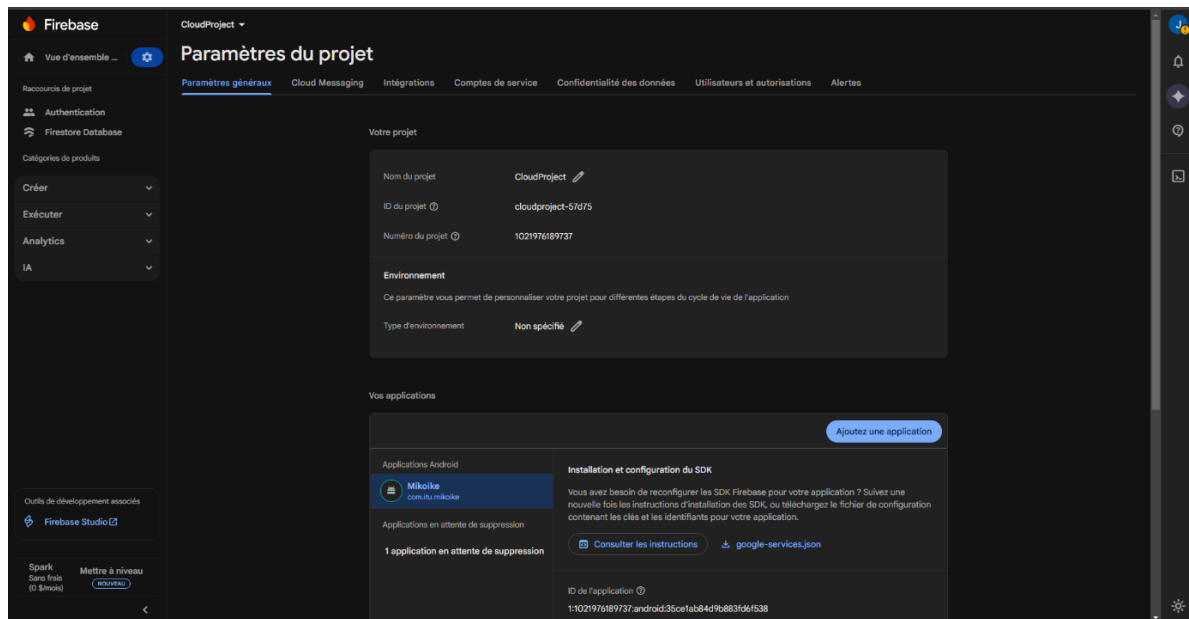 Firebase
CloudProject
Vue d'ensemble ...
Paramètres du projet
Paramètres généraux
Cloud Messaging
Intégrations
Comptes de service
Confidentialité des données
Utilisateurs et autorisations
Alertes
Raccourcis de projet
Authentication
Firestore Database
Catégories de produits
Créer
Exécuter
Analytics
IA
Votre projet
Nom du projet CloudProject
ID du projet cloudproject-57d75
Numéro du projet 1021976189737
Environnement
Ce paramètre vous permet de personnaliser votre projet pour différentes étapes du cycle de vie de l'application
Type d'environnement Non spécifié
Vos applications
Ajoutez une application
Applications Android
Mikoike
com.itu.mikoike
Applications en attente de suppression
1 application en attente de suppression
Installation et configuration du SDK
Vous avez besoin de reconfigurer les SDK Firebase pour votre application ? Suivez une
nouvelle fois les instructions d'installation des SDK, ou téléchargez le fichier de configuration
contenant les clés et les identifiants pour votre application.
Consulter les instructions
google-services.json
ID de l'application
1:1021976189737:android:35ce1ab84d9b883fd6f538
Outils de développement associés
Firebase Studio
Spark
Sans frais
(0 $/mois)
Mettre à niveau
NOUVEAU
J